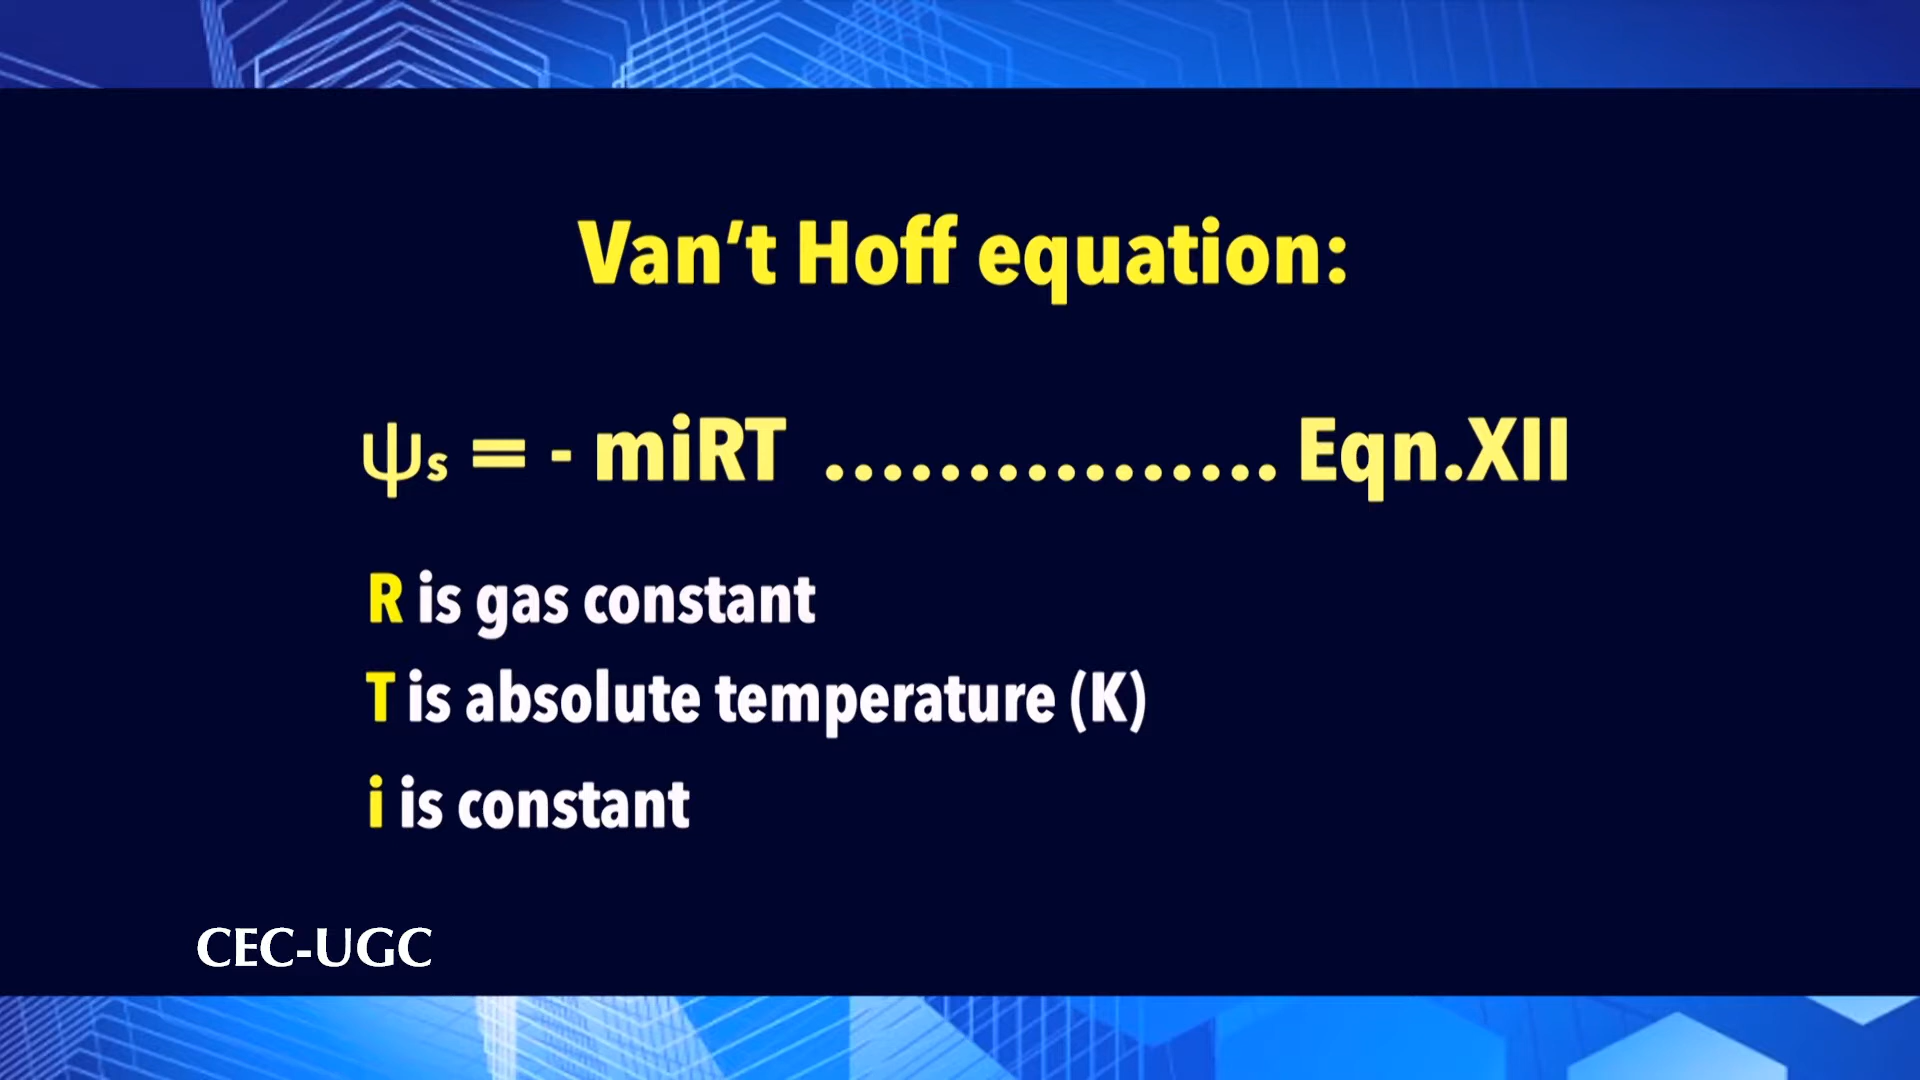 Van’t Hoff equation:
ψs = - miRT ................ Eqn.XII
R is gas constant
T is absolute temperature (K)
i is constant
CEC-UGC